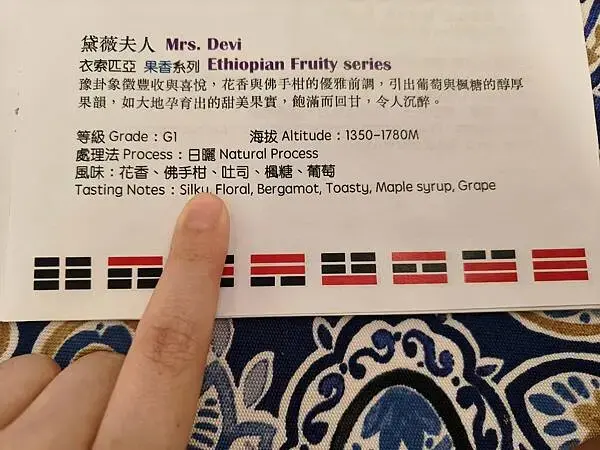 黛薇夫人 Mrs. Devi
衣索匹亞 果香系列 Ethiopian Fruity series
豫卦象徵豐收與喜悅，花香與佛手柑的優雅前調，引出葡萄與楓糖的醇厚
果韻，如大地孕育出的甜美果實，飽滿而回甘，令人沉醉。
等級 Grade：G1 海拔 Altitude：1350-1780M
處理法 Process：日曬 Natural Process
風味：花香、佛手柑、吐司、楓糖、葡萄
Tasting Notes：Silky, Floral, Bergamot, Toasty, Maple syrup, Grape